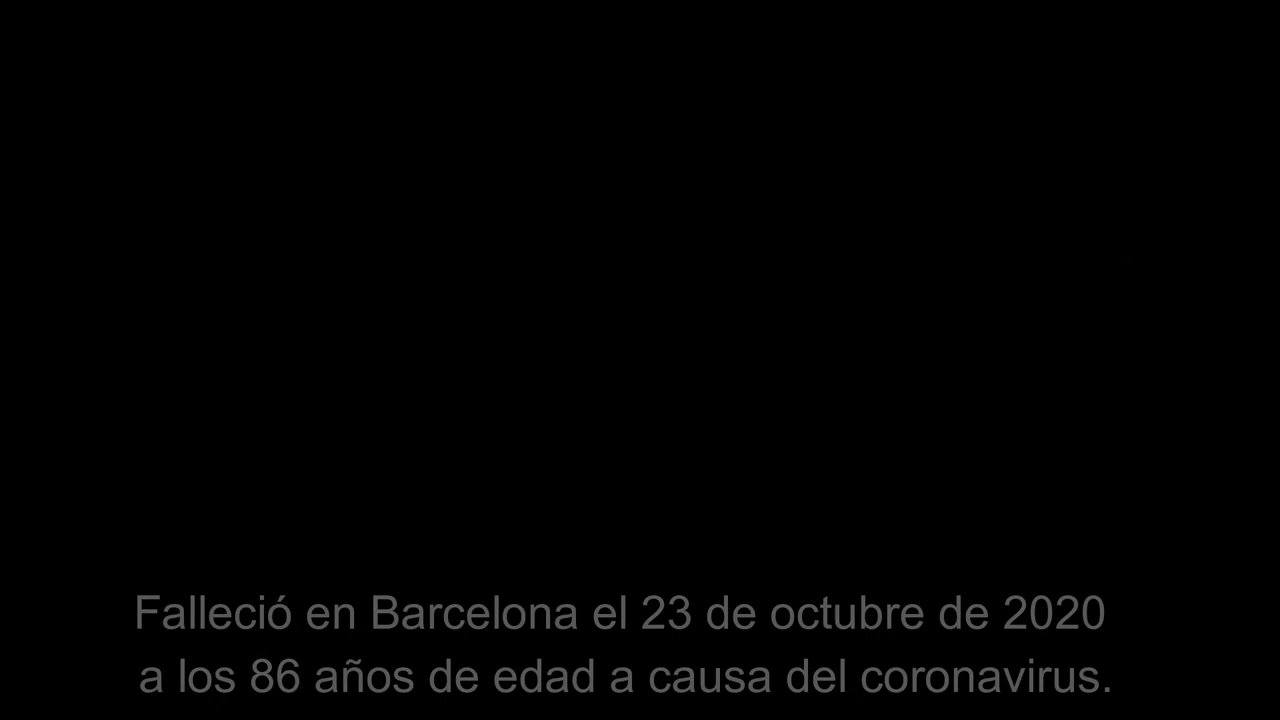 Falleció en Barcelona el 23 de octubre de 2020
a los 86 años de edad a causa del coronavirus.